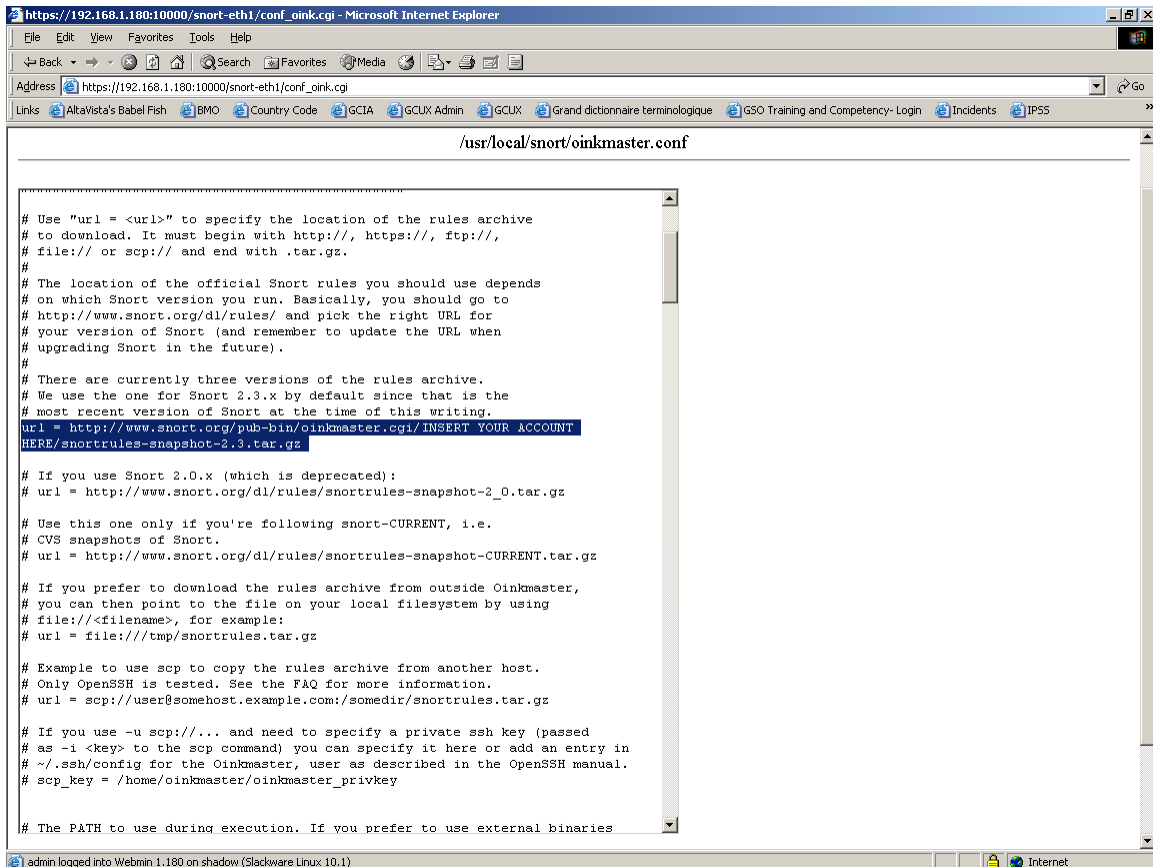 https://192.168.1.180:10000/snort-eth1/conf_oink.cgi - Microsoft Internet Explorer
File Edit View Favorites Tools Help
Back Search Favorites Media
Address https://192.168.1.180:10000/snort-eth1/conf_oink.cgi Go
Links AltaVista's Babel Fish BMO Country Code GCIA GCUX Admin GCUX Grand dictionnaire terminologique GSO Training and Competency- Login Incidents IPSS »
/usr/local/snort/oinkmaster.conf
# Use "url = <url>" to specify the location of the rules archive
# to download. It must begin with http://, https://, ftp://,
# file:// or scp:// and end with .tar.gz.
#
# The location of the official Snort rules you should use depends
# on which Snort version you run. Basically, you should go to
# http://www.snort.org/dl/rules/ and pick the right URL for
# your version of Snort (and remember to update the URL when
# upgrading Snort in the future).
#
# There are currently three versions of the rules archive.
# We use the one for Snort 2.3.x by default since that is the
# most recent version of Snort at the time of this writing.
url = http://www.snort.org/pub-bin/oinkmaster.cgi/INSERT YOUR ACCOUNT
HERE/snortrules-snapshot-2.3.tar.gz
# If you use Snort 2.0.x (which is deprecated):
# url = http://www.snort.org/dl/rules/snortrules-snapshot-2_0.tar.gz
# Use this one only if you're following snort-CURRENT, i.e.
# CVS snapshots of Snort.
# url = http://www.snort.org/dl/rules/snortrules-snapshot-CURRENT.tar.gz
# If you prefer to download the rules archive from outside Oinkmaster,
# you can then point to the file on your local filesystem by using
# file://<filename>, for example:
# url = file:///tmp/snortrules.tar.gz
# Example to use scp to copy the rules archive from another host.
# Only OpenSSH is tested. See the FAQ for more information.
# url = scp://user@somehost.example.com:/somedir/snortrules.tar.gz
# If you use -u scp://... and need to specify a private ssh key (passed
# as -i <key> to the scp command) you can specify it here or add an entry in
# ~/.ssh/config for the Oinkmaster, user as described in the OpenSSH manual.
# scp_key = /home/oinkmaster/oinkmaster_privkey
# The PATH to use during execution. If you prefer to use external binaries
admin logged into Webmin 1.180 on shadow (Slackware Linux 10.1) Internet